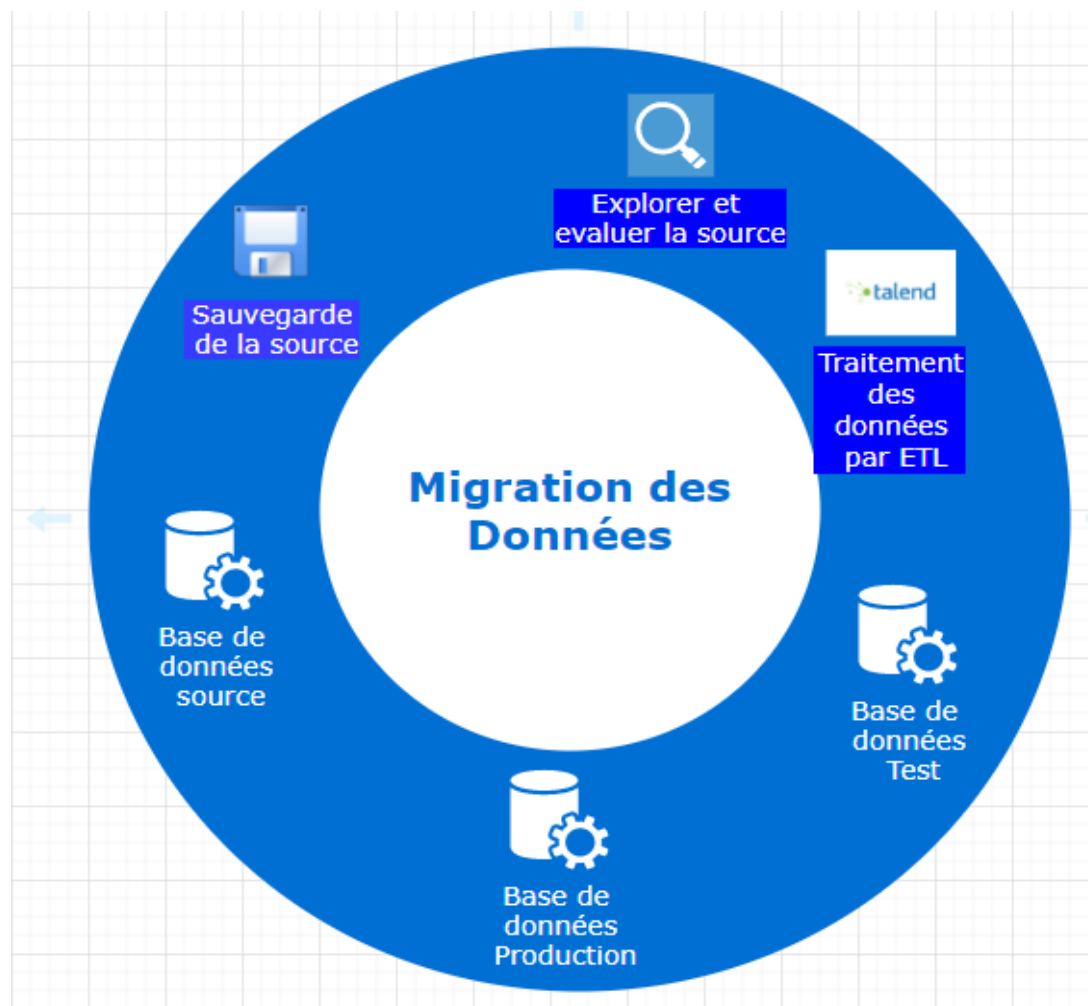 Explorer et
evaluer la source
talend
Sauvegarde
de la source
Traitement
des
données
par ETL
Migration des
Données
Base de
données
source
Base de
données
Test
Base de
données
Production